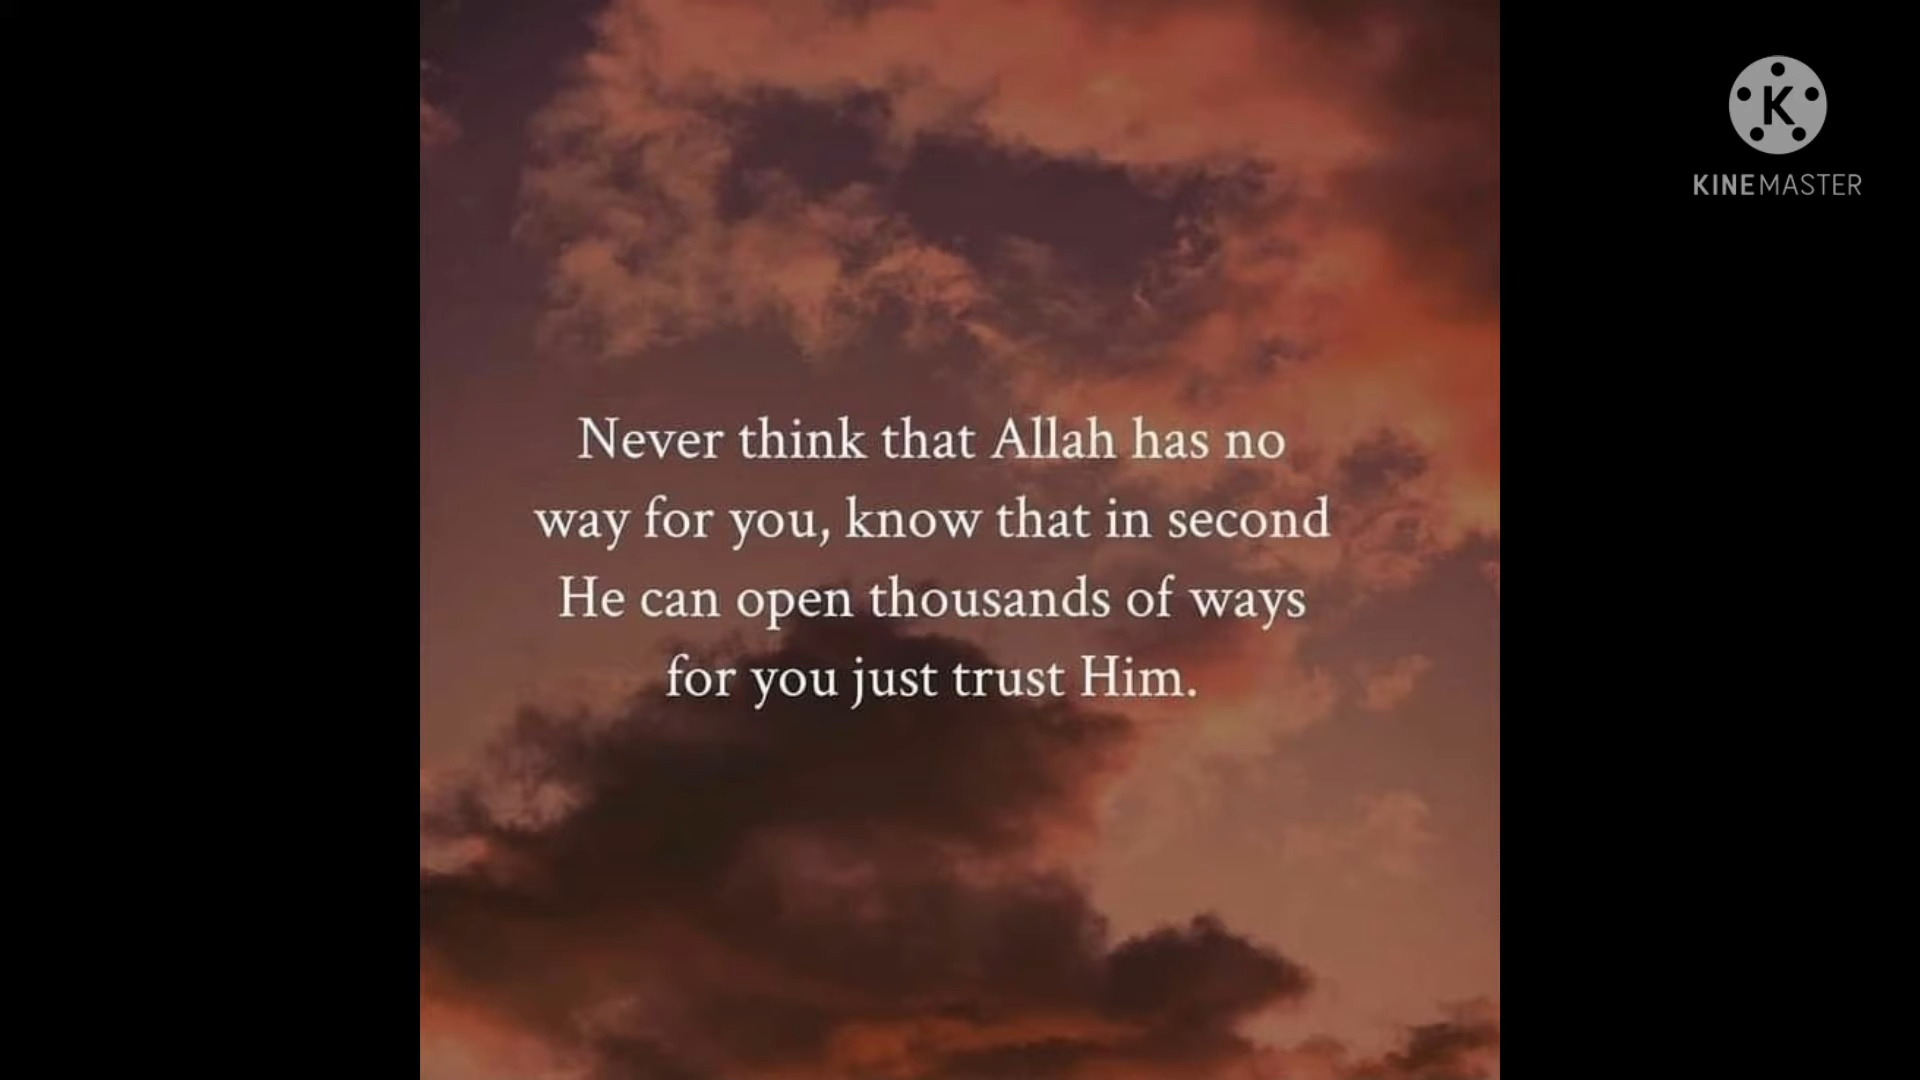 Never think that Allah has no
way for you, know that in second
He can open thousands of ways
for you just trust Him.
K
KINEMASTER